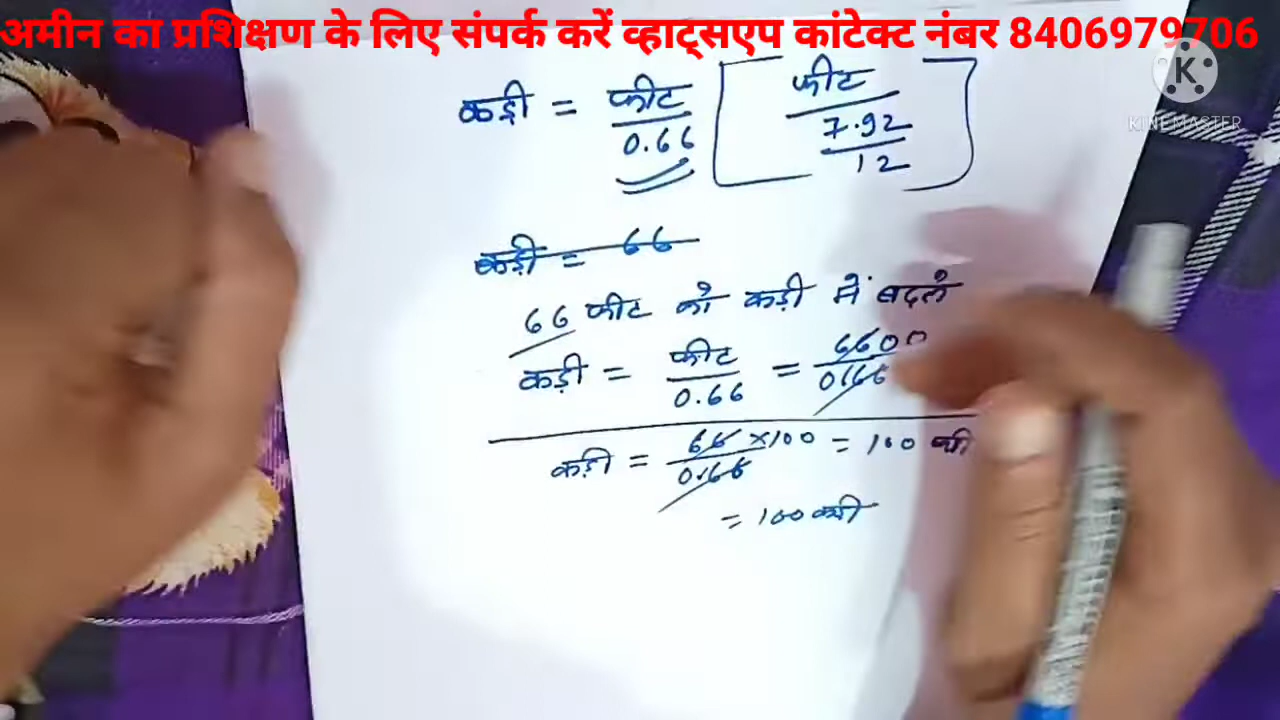 अमीन का प्रशिक्षण के लिए संपर्क करें व्हाट्सएप कांटेक्ट नंबर 8406979706
K
KINEMASTER
कड़ी = फीट / 0.66 [ फीट / 7.92 / 12 ]
कड़ी = 66
66 फीट को कड़ी में बदलें
कड़ी = फीट / 0.66 = 6600 / 0.66
कड़ी = 66 × 100 / 0.66 = 100
= 100